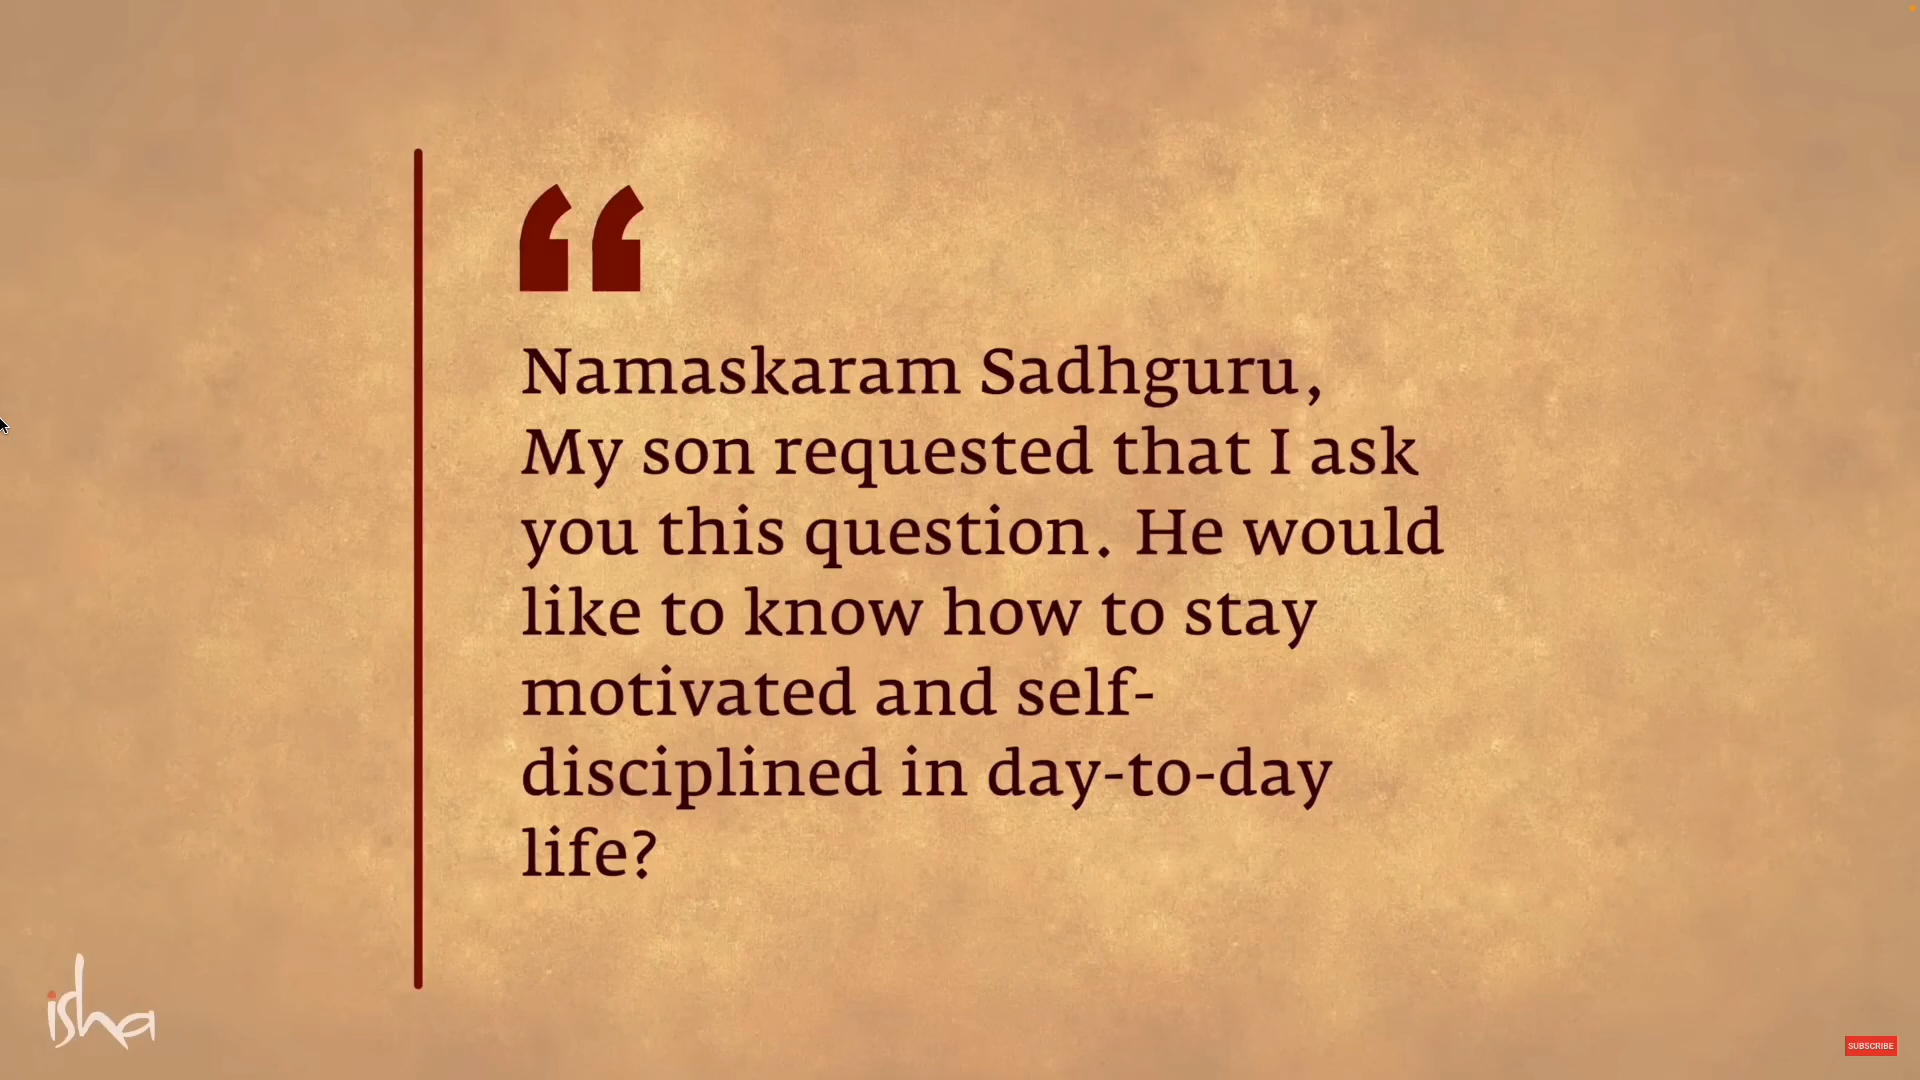 “
Namaskaram Sadhguru,
My son requested that I ask
you this question. He would
like to know how to stay
motivated and self-
disciplined in day-to-day
life?
isha
SUBSCRIBE